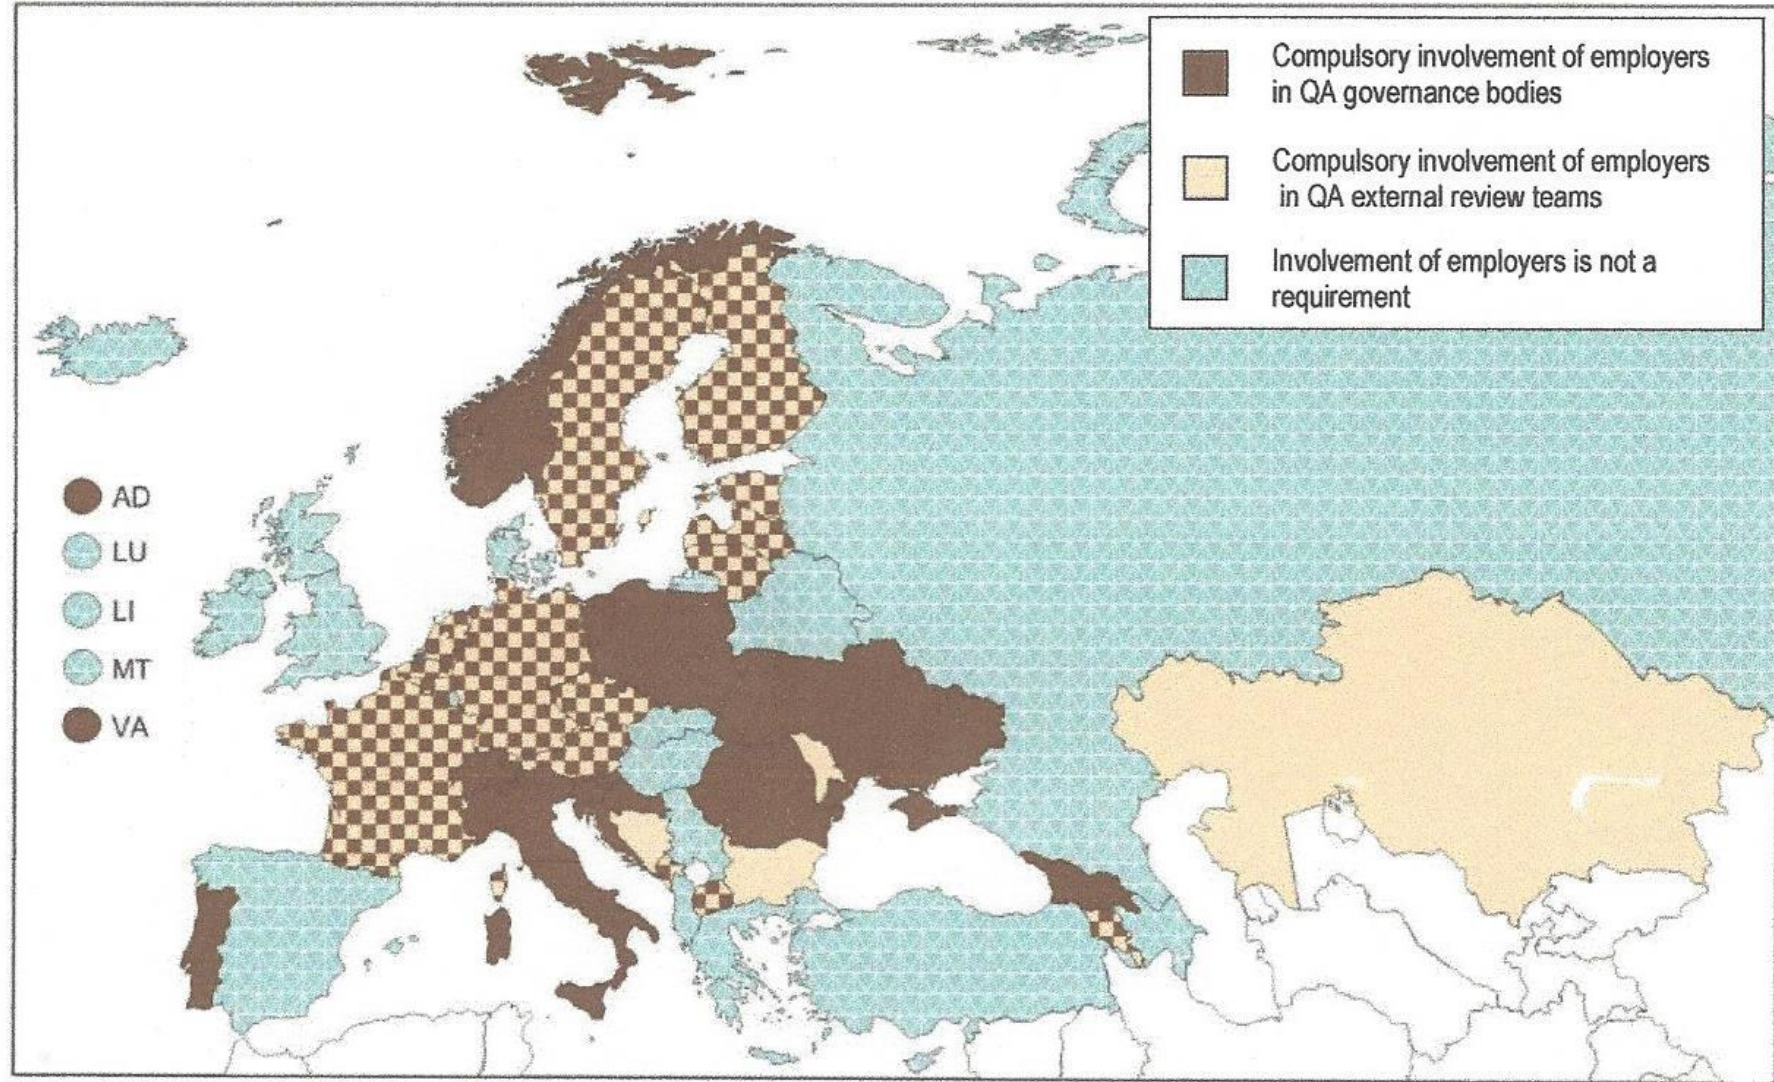 Compulsory involvement of employers
in QA governance bodies
Compulsory involvement of employers
in QA external review teams
Involvement of employers is not a
requirement
AD
LU
LI
MT
VA